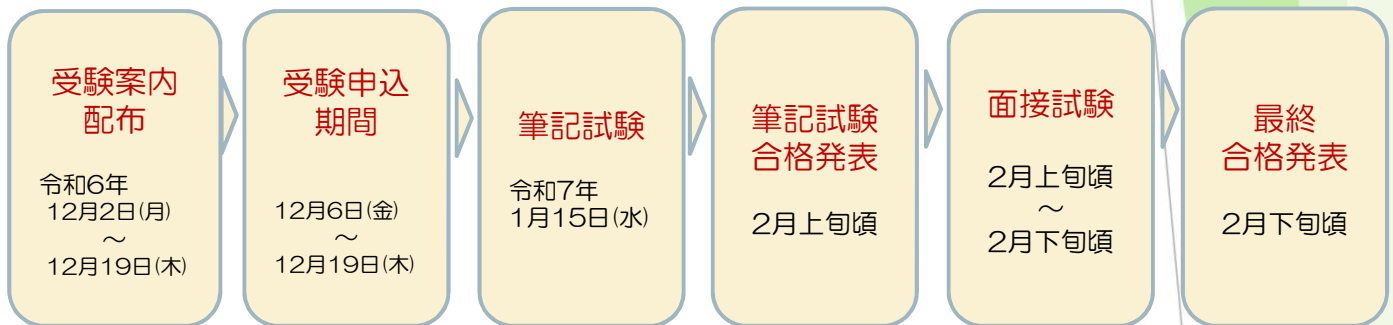 受験案内
配布
令和6年
12月2日(月)
～
12月19日(木)
受験申込
期間
12月6日(金)
～
12月19日(木)
筆記試験
令和7年
1月15日(水)
筆記試験
合格発表
2月上旬頃
面接試験
2月上旬頃
～
2月下旬頃
最終
合格発表
2月下旬頃